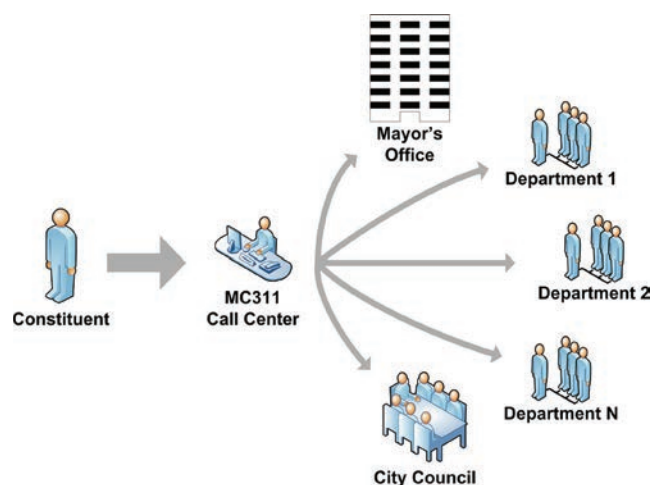 Mayor's
Office
Department 1
Constituent
MC311
Call Center
Department 2
Department N
City Council